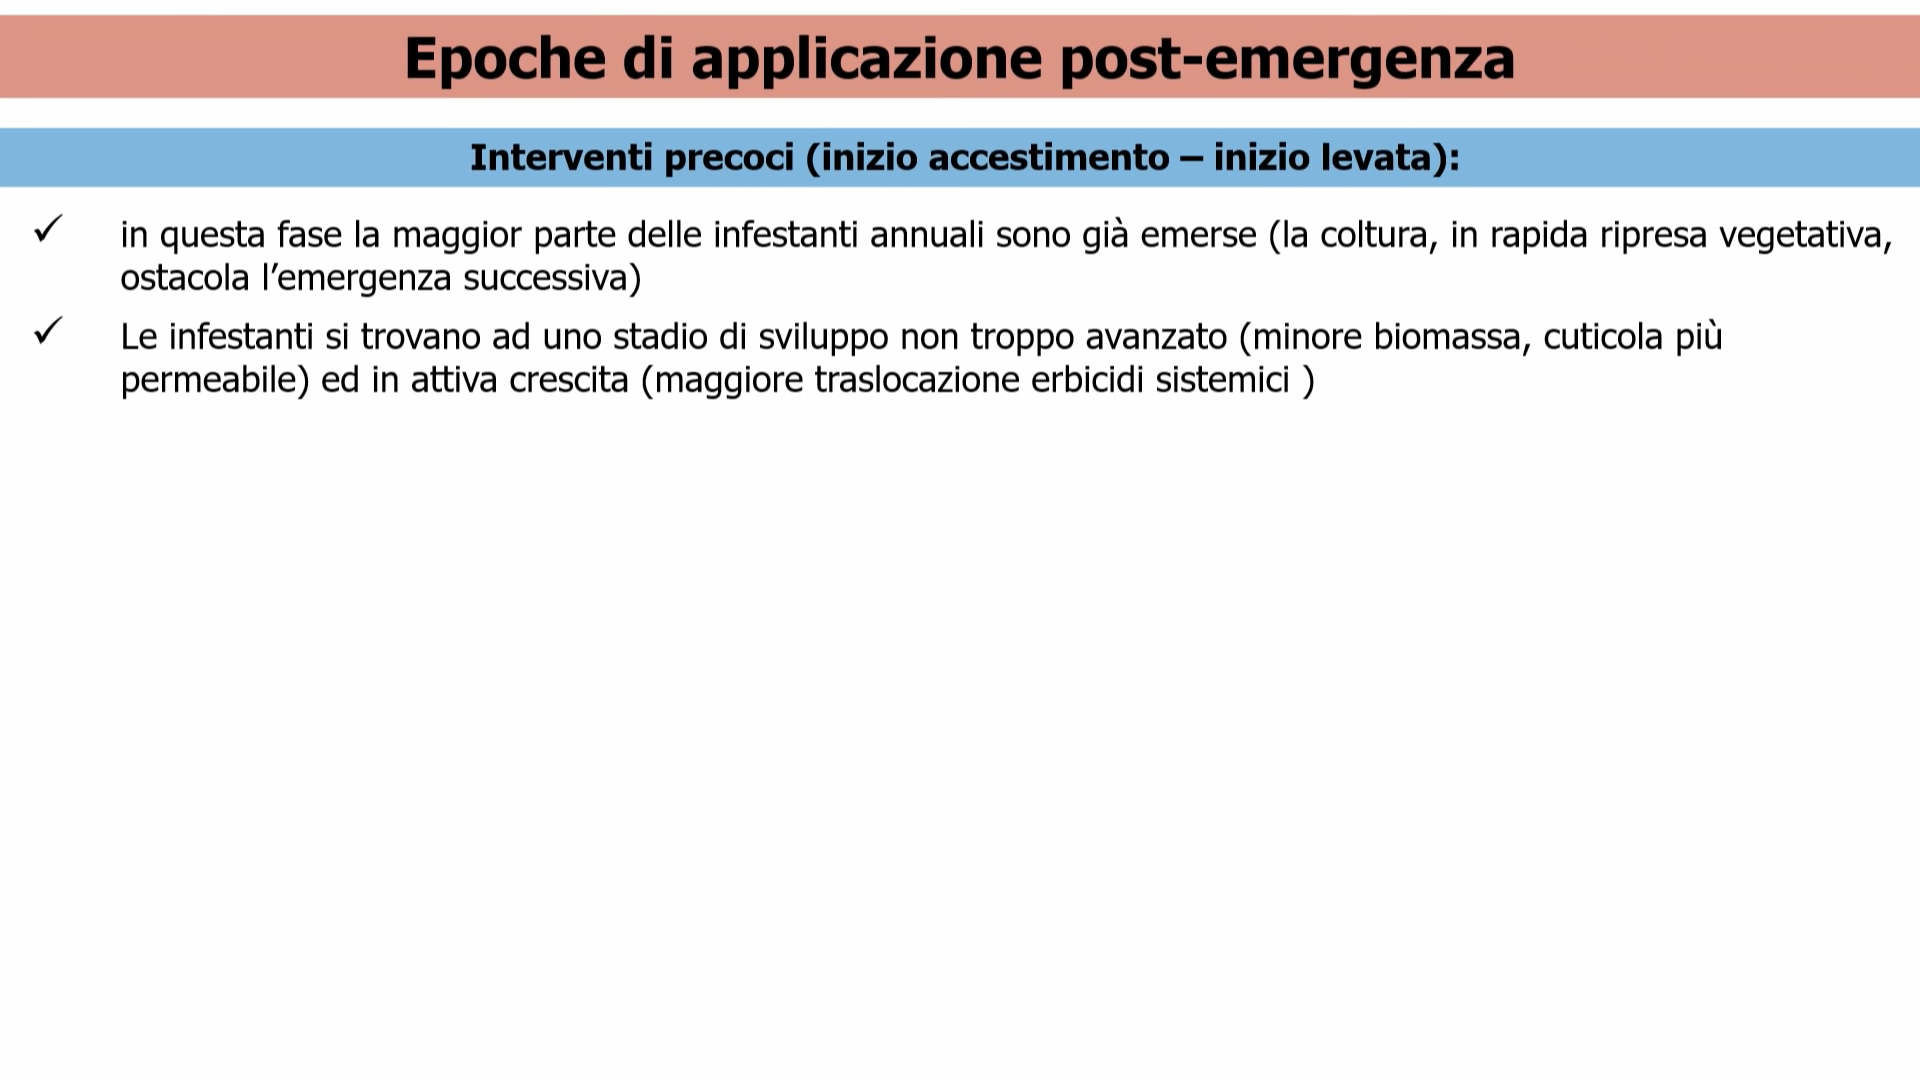 Epoche di applicazione post-emergenza
Interventi precoci (inizio accestimento – inizio levata):
✓ in questa fase la maggior parte delle infestanti annuali sono già emerse (la coltura, in rapida ripresa vegetativa,
ostacola l’emergenza successiva)
✓ Le infestanti si trovano ad uno stadio di sviluppo non troppo avanzato (minore biomassa, cuticola più
permeabile) ed in attiva crescita (maggiore traslocazione erbicidi sistemici )